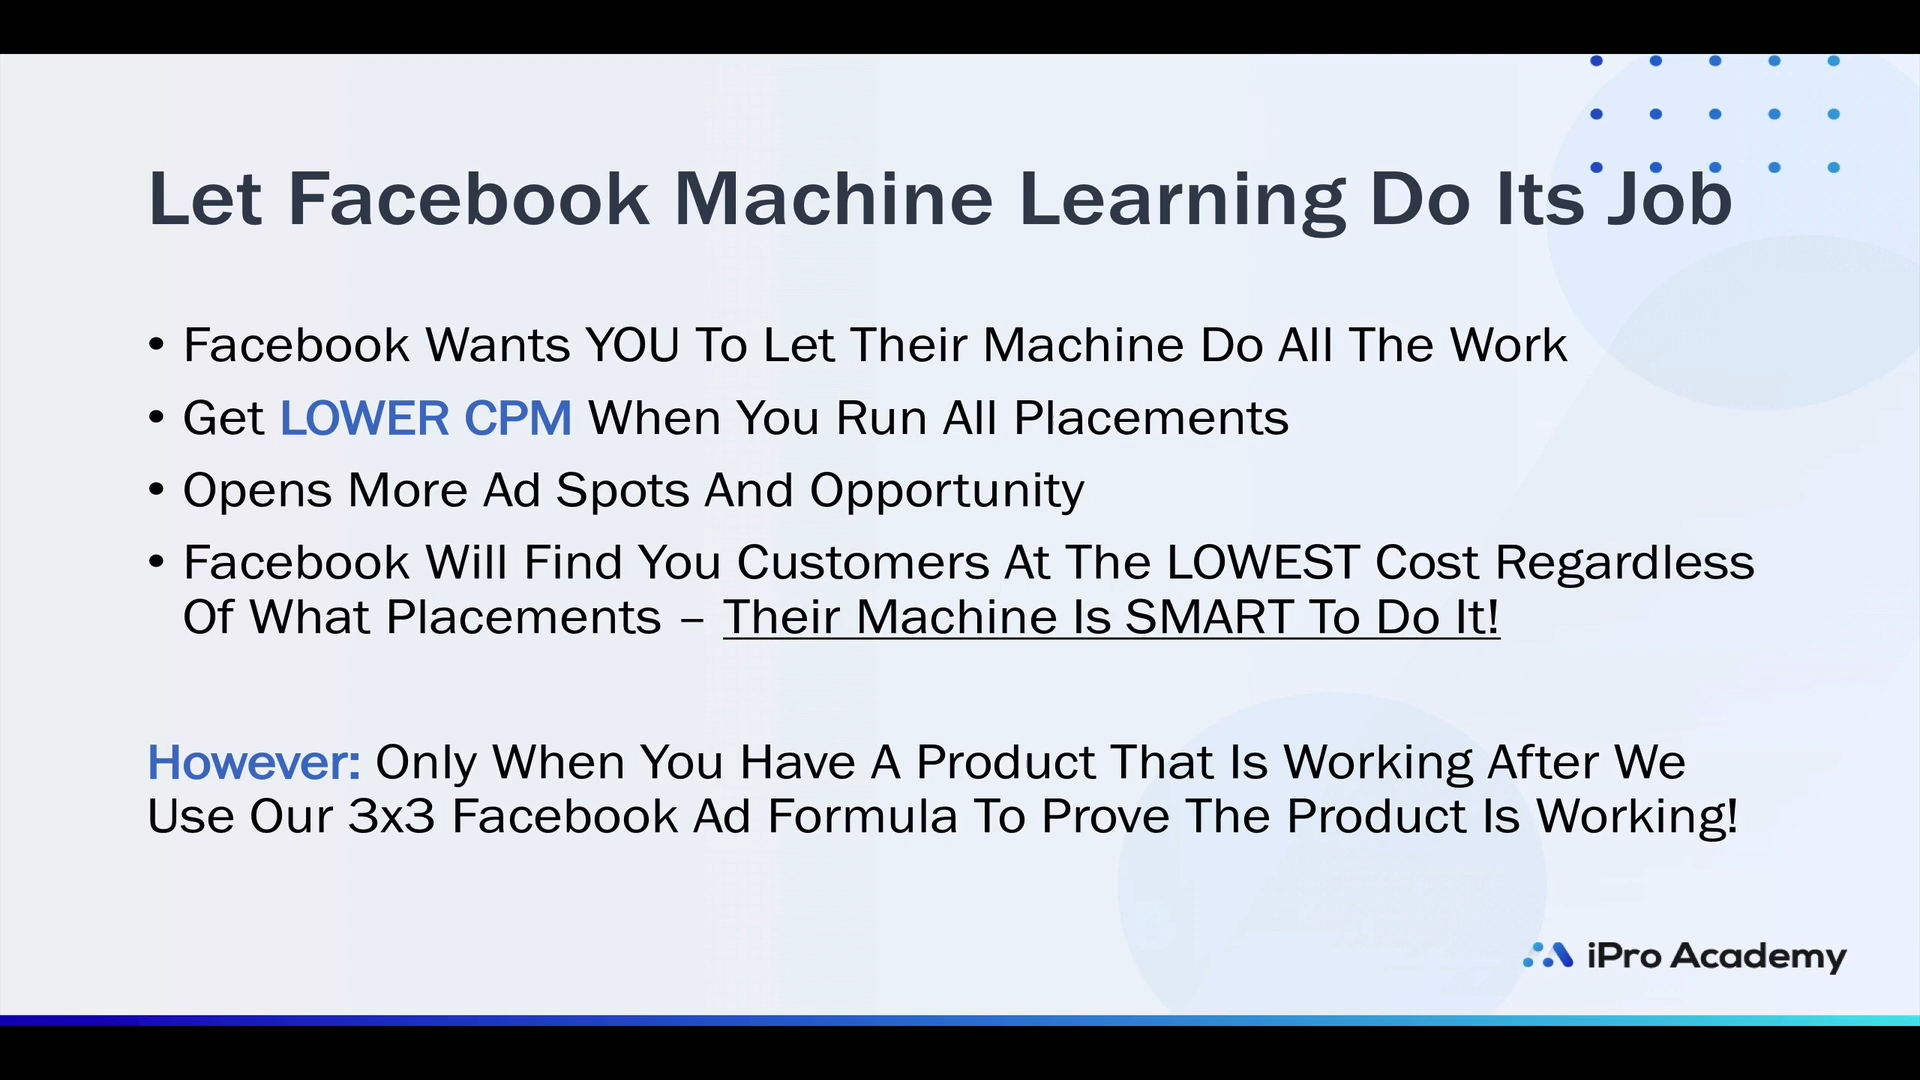 Let Facebook Machine Learning Do Its Job
• Facebook Wants YOU To Let Their Machine Do All The Work
• Get LOWER CPM When You Run All Placements
• Opens More Ad Spots And Opportunity
• Facebook Will Find You Customers At The LOWEST Cost Regardless
Of What Placements – Their Machine Is SMART To Do It!
However: Only When You Have A Product That Is Working After We
Use Our 3x3 Facebook Ad Formula To Prove The Product Is Working!
iPro Academy